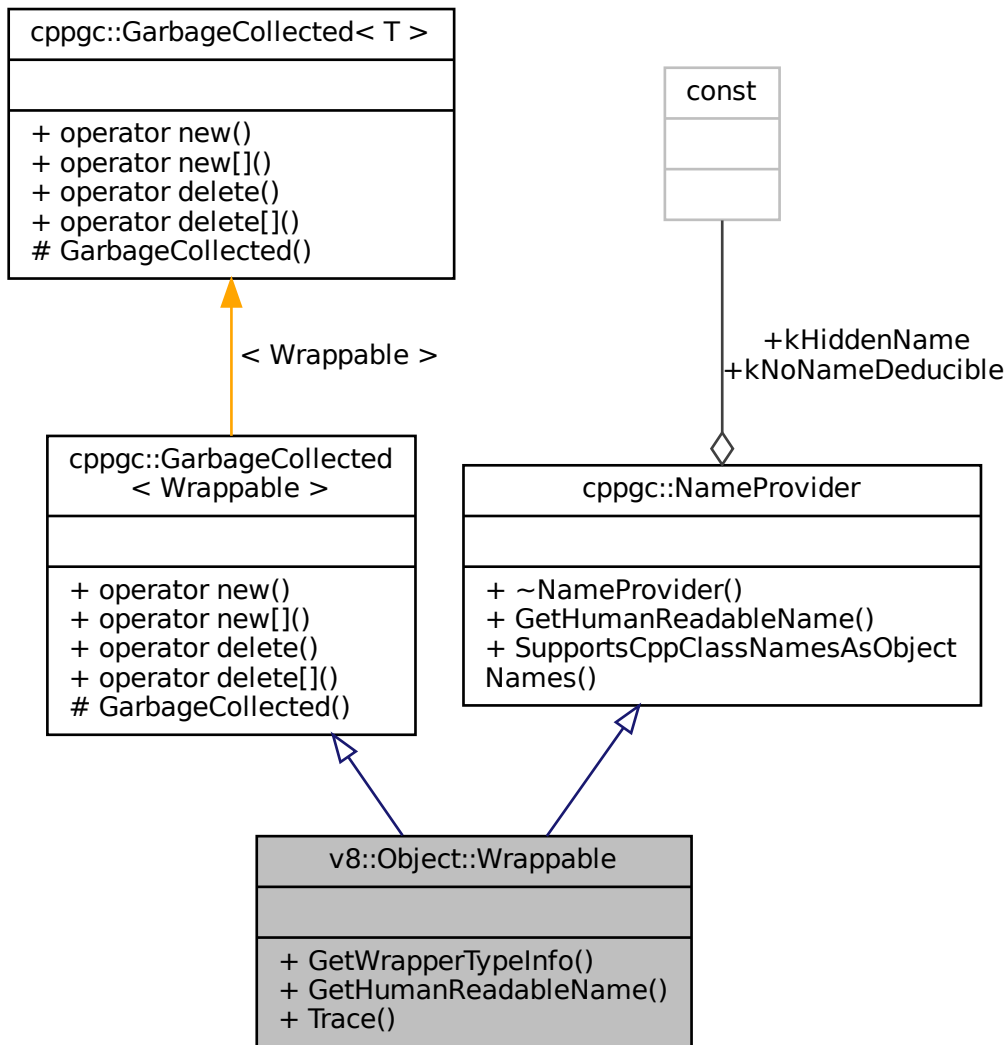 cppgc::GarbageCollected< T >
+ operator new()
+ operator new[]()
+ operator delete()
+ operator delete[]()
# GarbageCollected()
const
< Wrappable >
+kHiddenName
+kNoNameDeducible
cppgc::GarbageCollected
< Wrappable >
+ operator new()
+ operator new[]()
+ operator delete()
+ operator delete[]()
# GarbageCollected()
cppgc::NameProvider
+ ~NameProvider()
+ GetHumanReadableName()
+ SupportsCppClassNamesAsObject
Names()
v8::Object::Wrappable
+ GetWrapperTypeInfo()
+ GetHumanReadableName()
+ Trace()